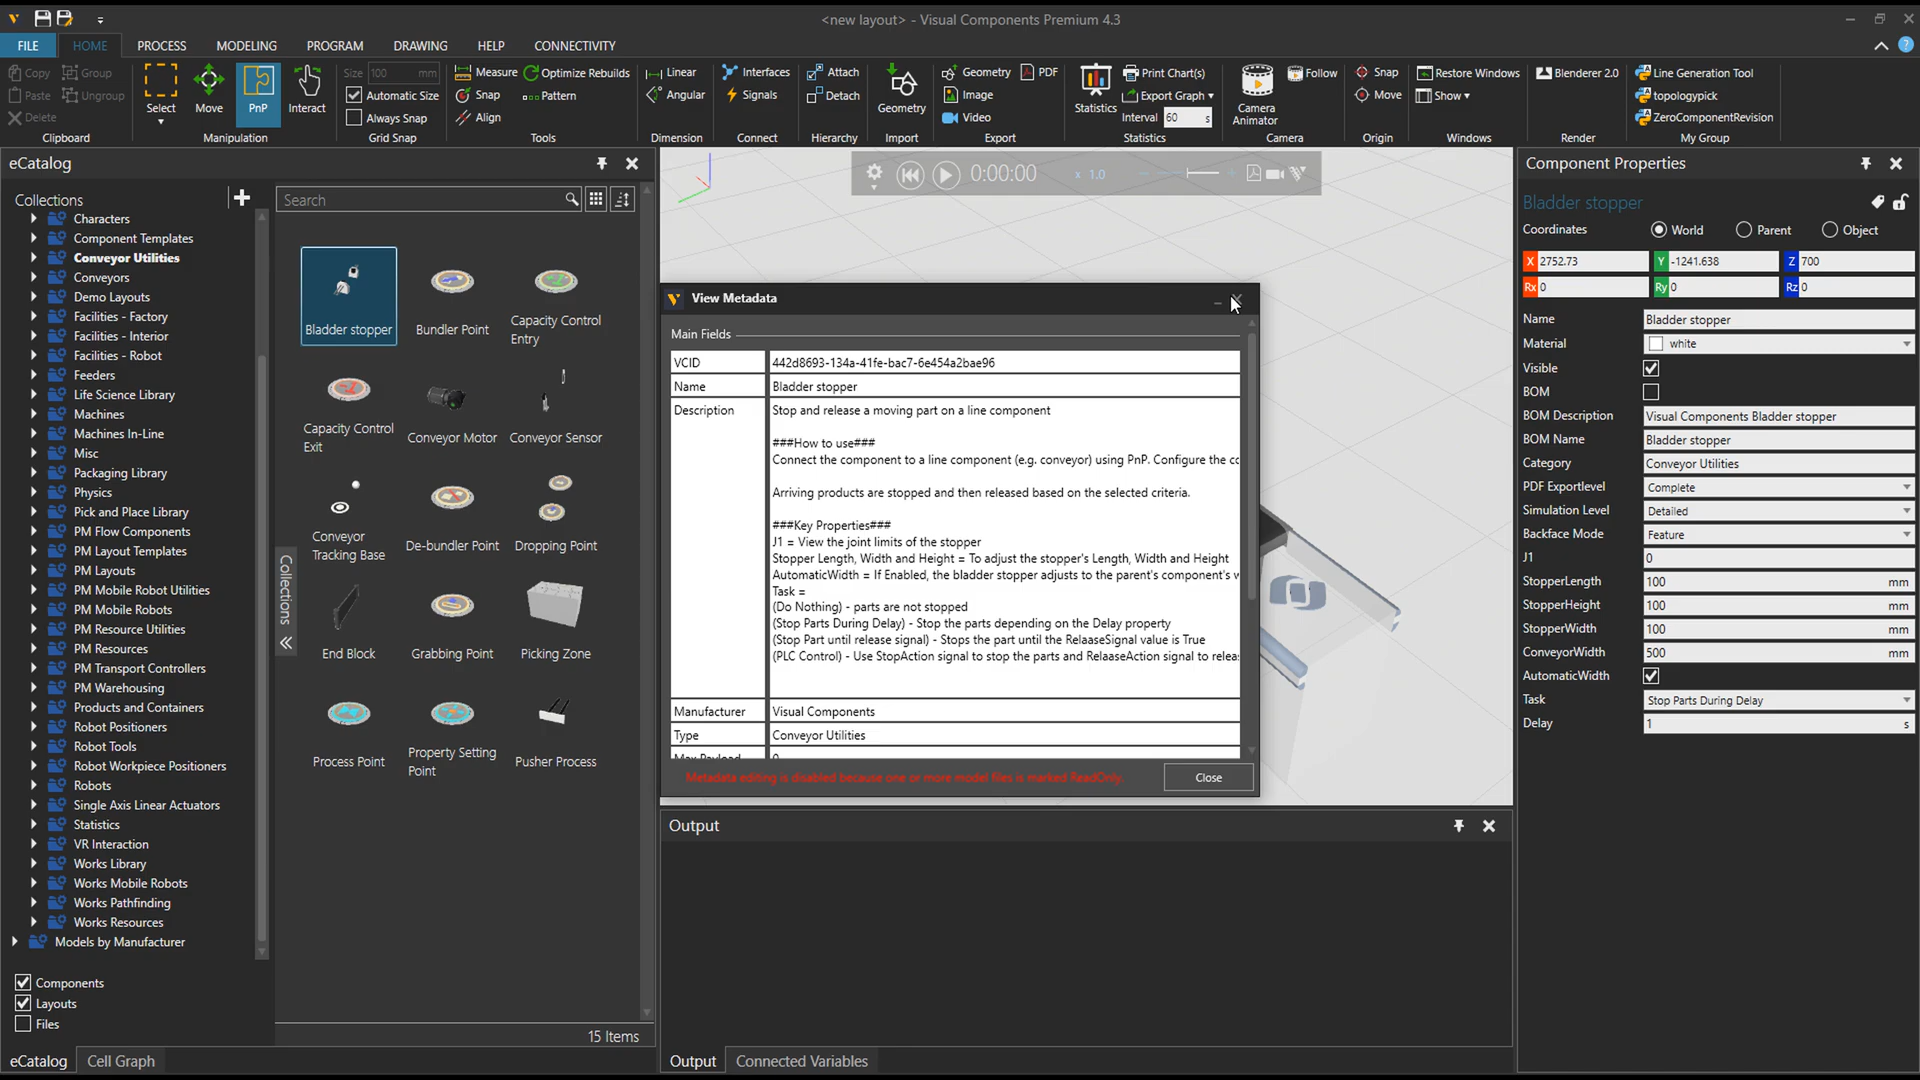 <new layout> - Visual Components Premium 4.3
FILE HOME PROCESS MODELING PROGRAM DRAWING HELP CONNECTIVITY
Copy Group
Paste Ungroup
Delete
Clipboard
Select Move PnP Interact
Manipulation
Size 100 mm
Automatic Size
Always Snap
Grid Snap
Measure Optimize Rebuilds
Snap Pattern
Align
Tools
Linear
Angular
Dimension
Interfaces
Signals
Connect
Attach
Detach
Hierarchy
Geometry
Import
Geometry PDF
Image
Video
Export
Statistics
Print Chart(s)
Export Graph
Interval 60 s
Statistics
Camera Animator
Follow
Camera
Snap
Move
Origin
Restore Windows
Show
Windows
Blenderer 2.0
Render
Line Generation Tool
topologypick
ZeroComponentRevision
My Group
eCatalog
Collections
Characters
Component Templates
Conveyor Utilities
Conveyors
Demo Layouts
Facilities - Factory
Facilities - Interior
Facilities - Robot
Feeders
Life Science Library
Machines
Machines In-Line
Misc
Packaging Library
Physics
Pick and Place Library
PM Flow Components
PM Layout Templates
PM Layouts
PM Mobile Robot Utilities
PM Mobile Robots
PM Resource Utilities
PM Resources
PM Transport Controllers
PM Warehousing
Products and Containers
Robot Positioners
Robot Tools
Robot Workpiece Positioners
Robots
Single Axis Linear Actuators
Statistics
VR Interaction
Works Library
Works Mobile Robots
Works Pathfinding
Works Resources
Models by Manufacturer
Components
Layouts
Files
eCatalog Cell Graph
Collections
Search
Bladder stopper
Bundler Point
Capacity Control
Entry
Capacity Control
Exit
Conveyor Motor
Conveyor Sensor
Conveyor
Tracking Base
De-bundler Point
Dropping Point
End Block
Grabbing Point
Picking Zone
Process Point
Property Setting
Point
Pusher Process
15 Items
0:00:00 x 1.0
View Metadata
Main Fields
VCID 442d8693-134a-41fe-bac7-6e454a2bae96
Name Bladder stopper
Description Stop and release a moving part on a line component
###How to use###
Connect the component to a line component (e.g. conveyor) using PnP. Configure the
Arriving products are stopped and then released based on the selected criteria.
###Key Properties###
J1 = View the joint limits of the stopper
Stopper Length, Width and Height = To adjust the stopper's Length, Width and Height
AutomaticWidth = If Enabled, the bladder stopper adjusts to the parent's component's
Task =
(Do Nothing) - parts are not stopped
(Stop Parts During Delay) - Stop the parts depending on the Delay property
(Stop Part until release signal) - Stops the part until the RelaaseSignal value is True
(PLC Control) - Use StopAction signal to stop the parts and RelaaseAction signal to
Manufacturer Visual Components
Type Conveyor Utilities
Max Payload 0
Metadata editing is disabled because one or more model files is marked ReadOnly.
Close
Output
Output Connected Variables
Component Properties
Bladder stopper
Coordinates World Parent Object
X 2752.73 Y -1241.638 Z 700
Rx 0 Ry 0 Rz 0
Name Bladder stopper
Material white
Visible
BOM
BOM Description Visual Components Bladder stopper
BOM Name Bladder stopper
Category Conveyor Utilities
PDF Exportlevel Complete
Simulation Level Detailed
Backface Mode Feature
J1 0
StopperLength 100 mm
StopperHeight 100 mm
StopperWidth 100 mm
ConveyorWidth 500 mm
AutomaticWidth
Task Stop Parts During Delay
Delay 1 s